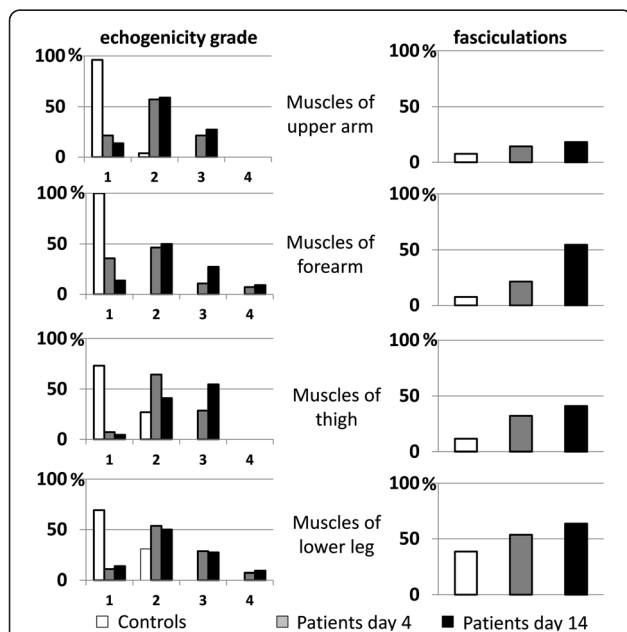 echogenicity grade
fasciculations
100 %
50
0
1 2 3 4
Muscles of
upper arm
100 %
50
0
100 %
50
0
1 2 3 4
Muscles of
forearm
100 %
50
0
100 %
50
0
1 2 3 4
Muscles of
thigh
100 %
50
0
100 %
50
0
1 2 3 4
Muscles of
lower leg
100 %
50
0
Controls Patients day 4 Patients day 14